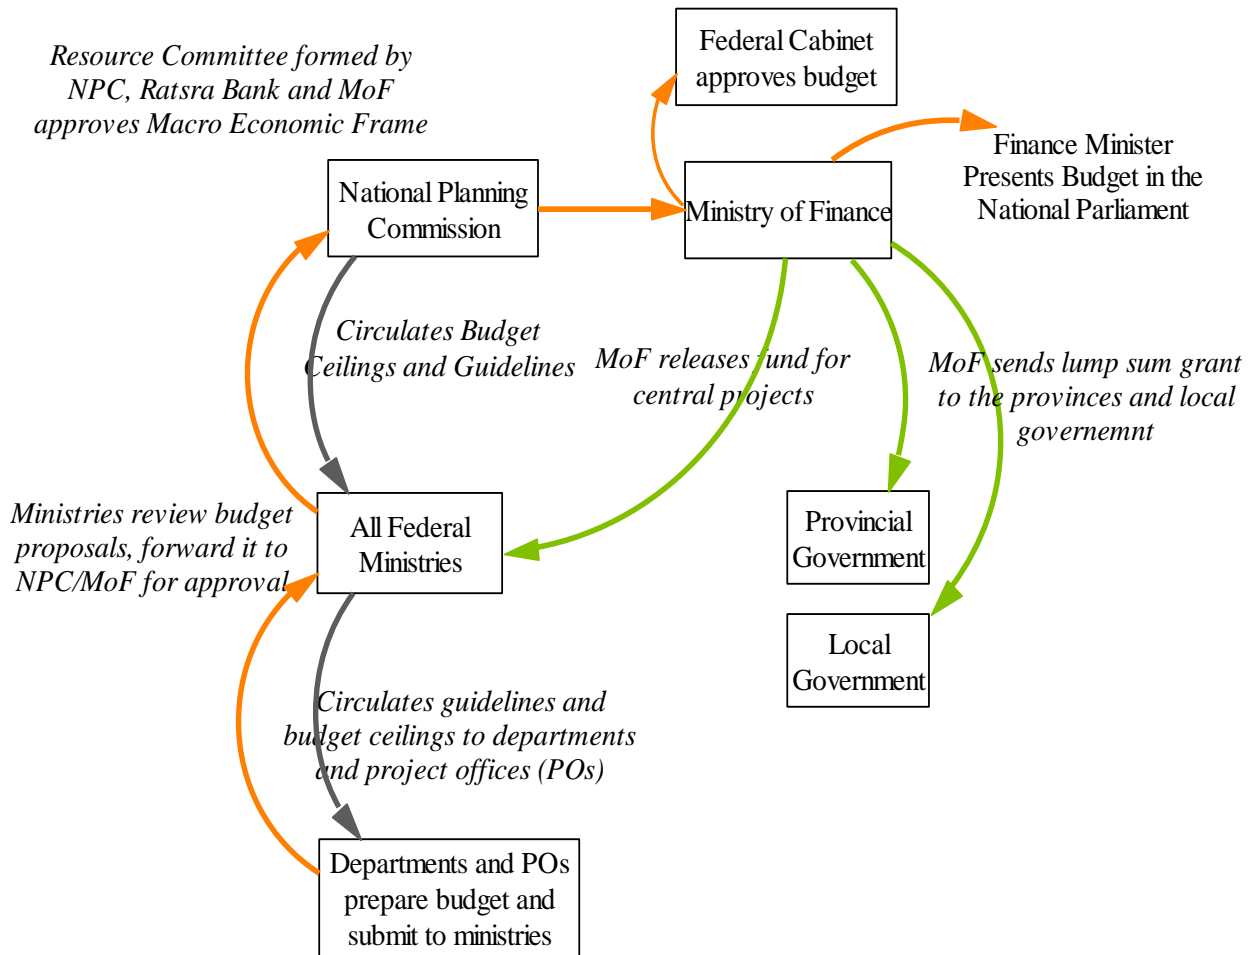 Resource Committee formed by
NPC, Ratsra Bank and MoF
approves Macro Economic Frame
Federal Cabinet
approves budget
Finance Minister
Presents Budget in the
National Parliament
National Planning
Commission
Ministry of Finance
Circulates Budget
Ceilings and Guidelines
MoF releases fund for
central projects
MoF sends lump sum grant
to the provinces and local
governemnt
Ministries review budget
proposals, forward it to
NPC/MoF for approval
All Federal
Ministries
Provincial
Government
Local
Government
Circulates guidelines and
budget ceilings to departments
and project offices (POs)
Departments and POs
prepare budget and
submit to ministries